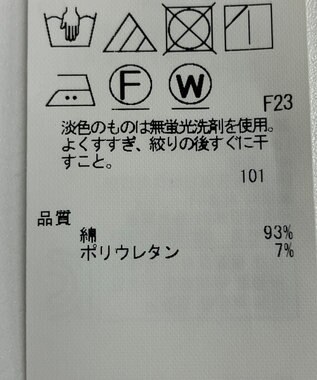 F W
F23
淡色のものは無蛍光洗剤を使用。
よくすすぎ、絞りの後すぐに干
すこと。
101
品質
綿 93%
ポリウレタン 7%